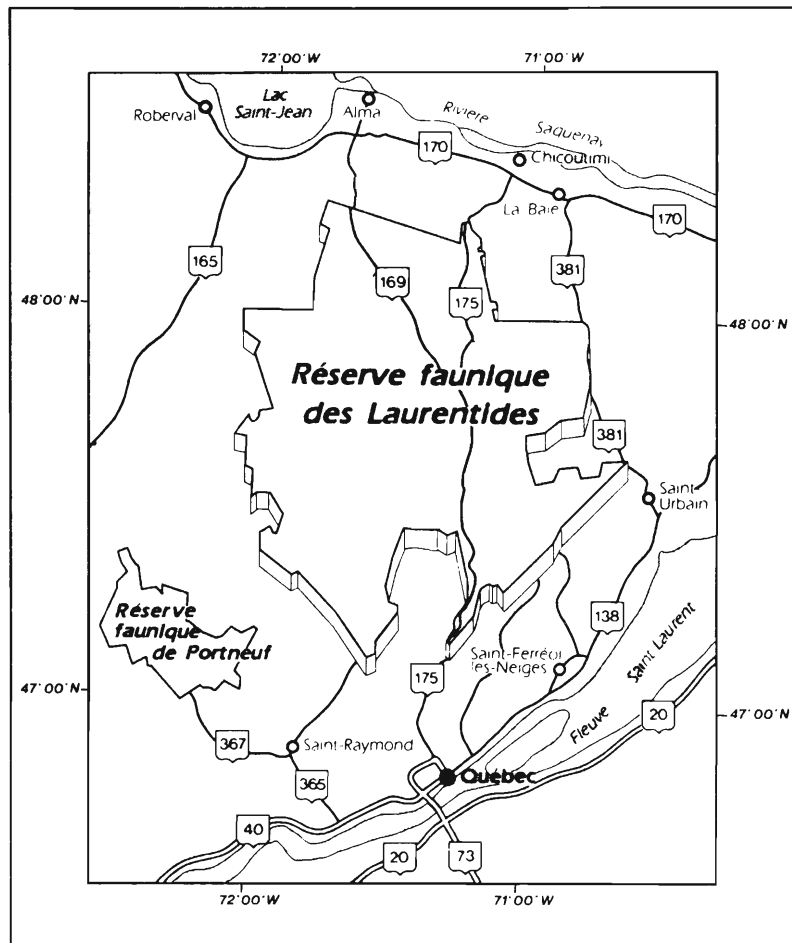 72°00'W
71°00'W
Lac
Saint-Jean
Roberval
Alma
Rivière
Saguenay
170
Chicoutimi
La Baie
170
165
169
175
381
48°00'N
48°00'N
Réserve faunique
des Laurentides
381
Saint
Urbain
Réserve
faunique
de Portneuf
138
Saint-Ferréol
les-Neiges
Fleuve Saint Laurent
47°00'N
175
47°00'N
20
367
Saint-Raymond
365
Québec
40
20
73
72°00'W
71°00'W